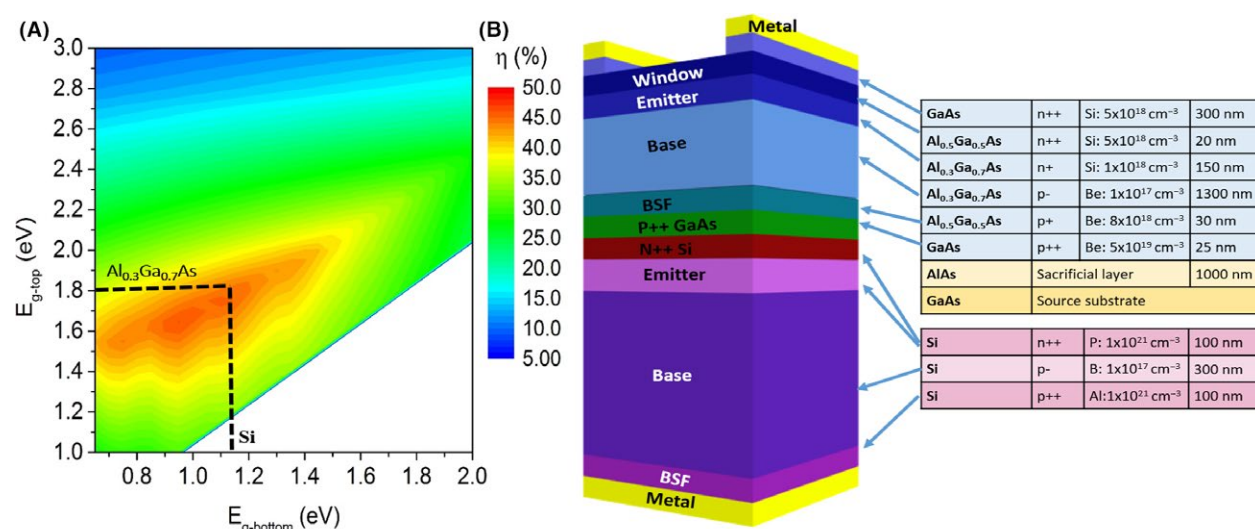 (A)
3.0
2.8
2.6
2.4
2.2
2.0
1.8
1.6
1.4
1.2
1.0
E_g-top (eV)
Al0.3Ga0.7As
Si
0.8 1.0 1.2 1.4 1.6 1.8 2.0
E_g-bottom (eV)
η (%)
50.0
45.0
40.0
35.0
30.0
25.0
20.0
15.0
10.0
5.00
(B)
Metal
Window
Emitter
Base
BSF
P++ GaAs
N++ Si
Emitter
Base
BSF
Metal
GaAs n++ Si: 5x10¹⁸ cm⁻³ 300 nm
Al0.5Ga0.5As n++ Si: 5x10¹⁸ cm⁻³ 20 nm
Al0.3Ga0.7As n+ Si: 1x10¹⁸ cm⁻³ 150 nm
Al0.3Ga0.7As p- Be: 1x10¹⁷ cm⁻³ 1300 nm
Al0.5Ga0.5As p+ Be: 8x10¹⁸ cm⁻³ 30 nm
GaAs p++ Be: 5x10¹⁹ cm⁻³ 25 nm
AlAs Sacrificial layer 1000 nm
GaAs Source substrate
Si n++ P: 1x10²¹ cm⁻³ 100 nm
Si p- B: 1x10¹⁷ cm⁻³ 300 nm
Si p++ Al:1x10²¹ cm⁻³ 100 nm